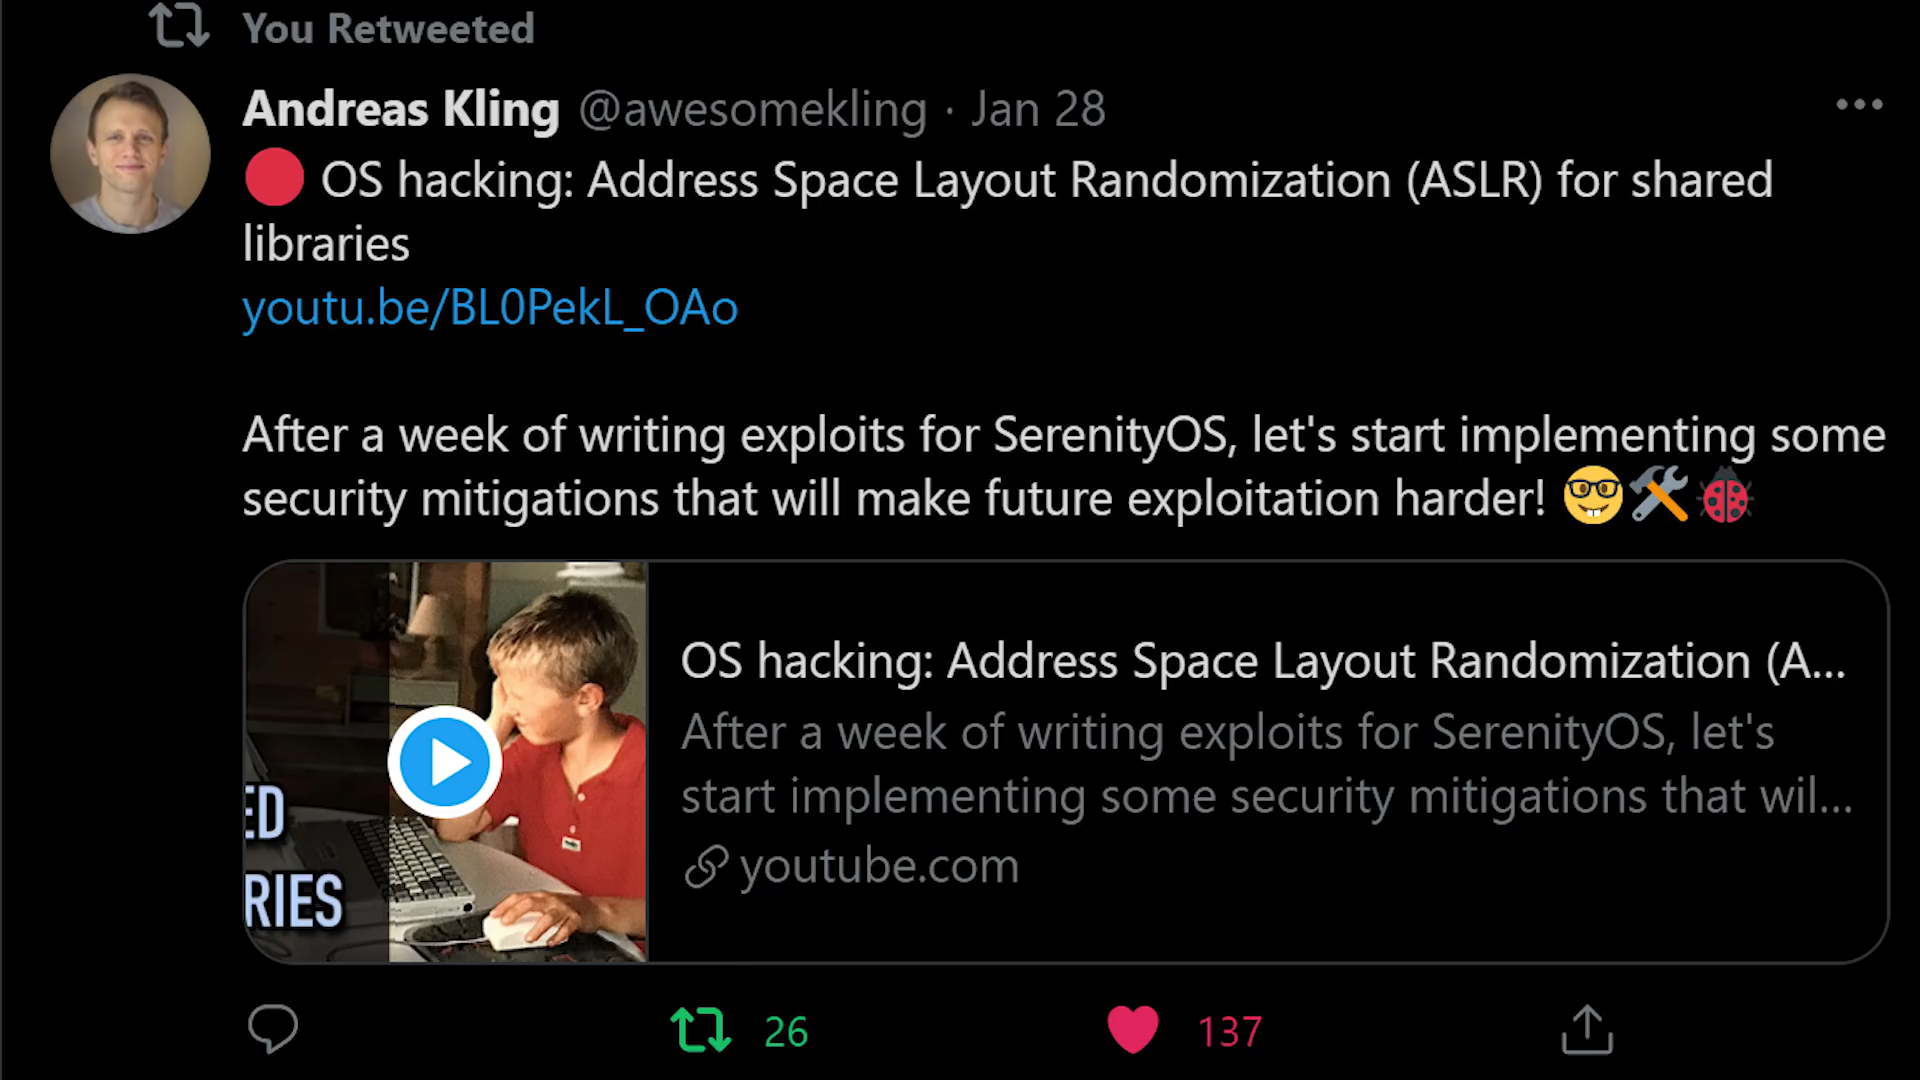 You Retweeted
Andreas Kling @awesomekling · Jan 28
🔴 OS hacking: Address Space Layout Randomization (ASLR) for shared
libraries
youtu.be/BL0PekL_OAo
After a week of writing exploits for SerenityOS, let's start implementing some
security mitigations that will make future exploitation harder! 🤓🛠️🐞
ED
RIES
OS hacking: Address Space Layout Randomization (A...
After a week of writing exploits for SerenityOS, let's
start implementing some security mitigations that wil...
youtube.com
26
137